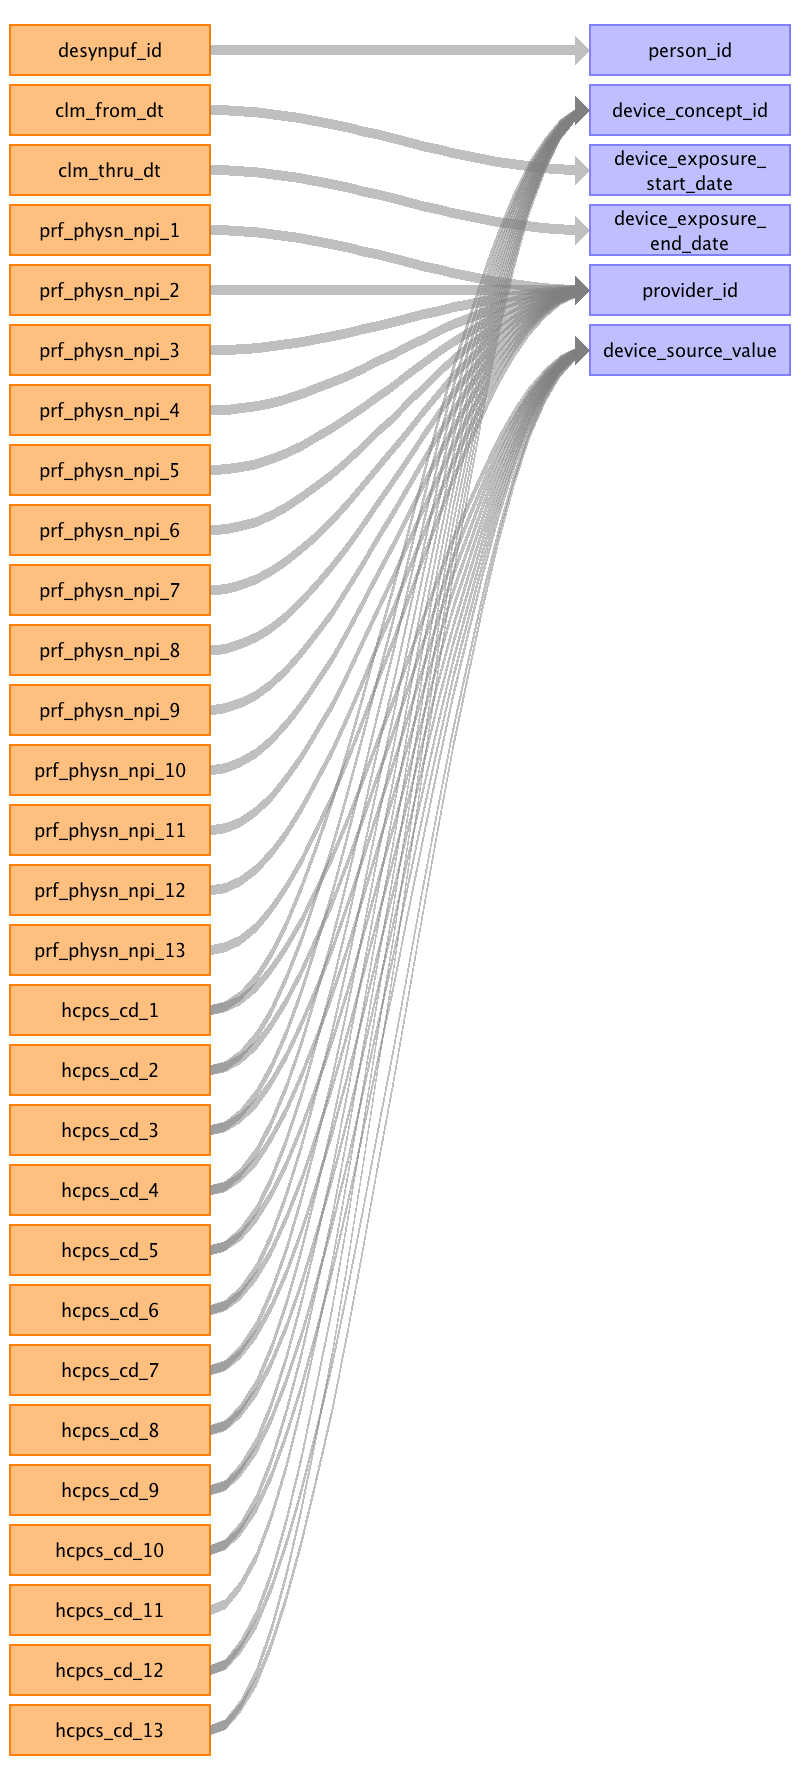 desynpuf_id
person_id
clm_from_dt
device_concept_id
clm_thru_dt
device_exposure_
start_date
prf_physn_npi_1
device_exposure_
end_date
prf_physn_npi_2
provider_id
prf_physn_npi_3
device_source_value
prf_physn_npi_4
prf_physn_npi_5
prf_physn_npi_6
prf_physn_npi_7
prf_physn_npi_8
prf_physn_npi_9
prf_physn_npi_10
prf_physn_npi_11
prf_physn_npi_12
prf_physn_npi_13
hcpcs_cd_1
hcpcs_cd_2
hcpcs_cd_3
hcpcs_cd_4
hcpcs_cd_5
hcpcs_cd_6
hcpcs_cd_7
hcpcs_cd_8
hcpcs_cd_9
hcpcs_cd_10
hcpcs_cd_11
hcpcs_cd_12
hcpcs_cd_13